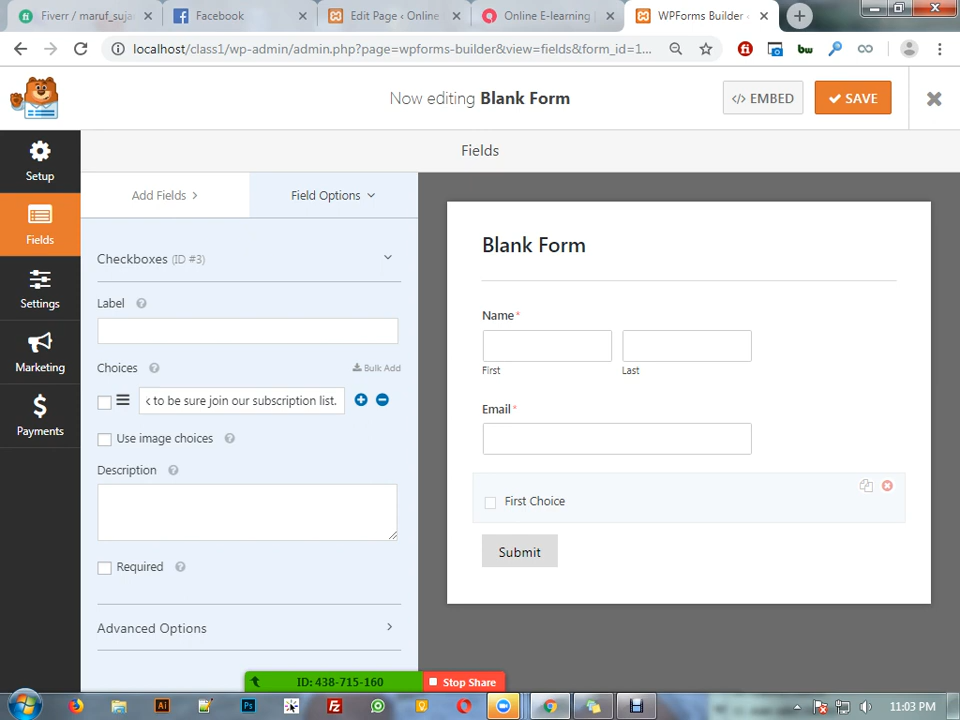 Fiverr / maruf_suja
Facebook
Edit Page ‹ Online
Online E-learning
WPForms Builder ‹
localhost/class1/wp-admin/admin.php?page=wpforms-builder&view=fields&form_id=1...
Now editing Blank Form
</> EMBED
SAVE
Setup
Fields
Settings
Marketing
Payments
Fields
Add Fields
Field Options
Checkboxes (ID #3)
Label
Choices
Bulk Add
to be sure join our subscription list.
Use image choices
Description
Required
Advanced Options
Blank Form
Name*
First
Last
Email*
First Choice
Submit
ID: 438-715-160
Stop Share
11:03 PM